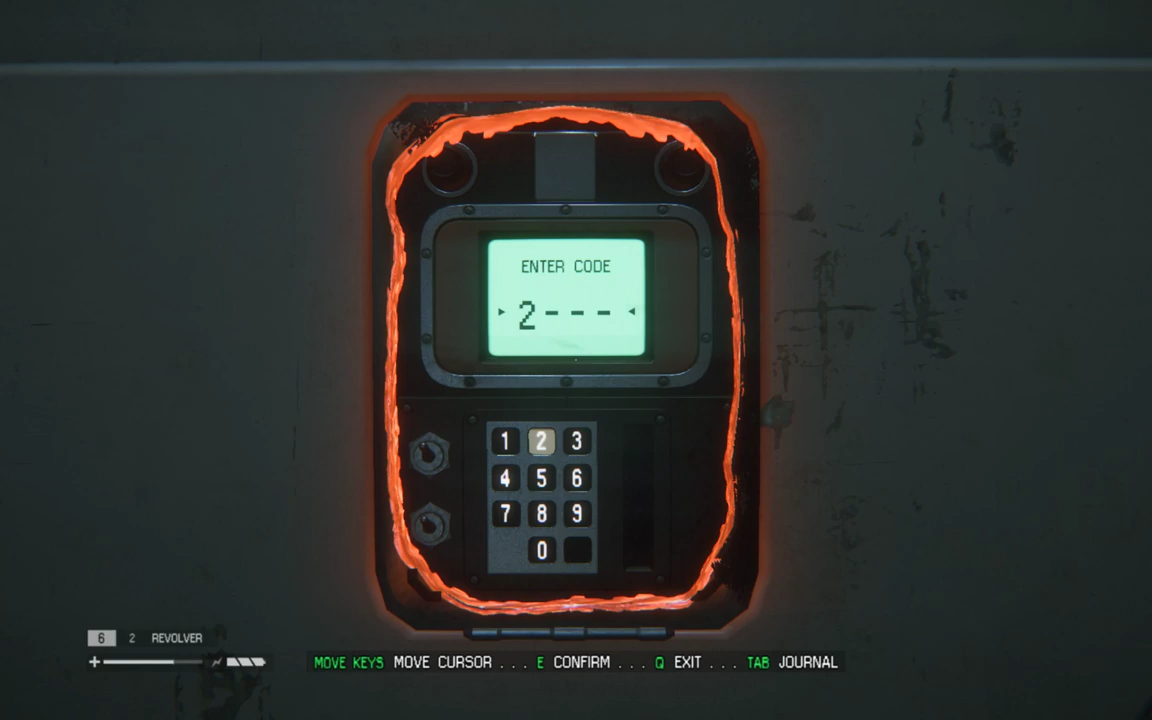 ENTER CODE
▸ 2 - - - ◂
1 2 3
4 5 6
7 8 9
0
6 2 REVOLVER
MOVE KEYS MOVE CURSOR . . . E CONFIRM . . . Q EXIT . . . TAB JOURNAL